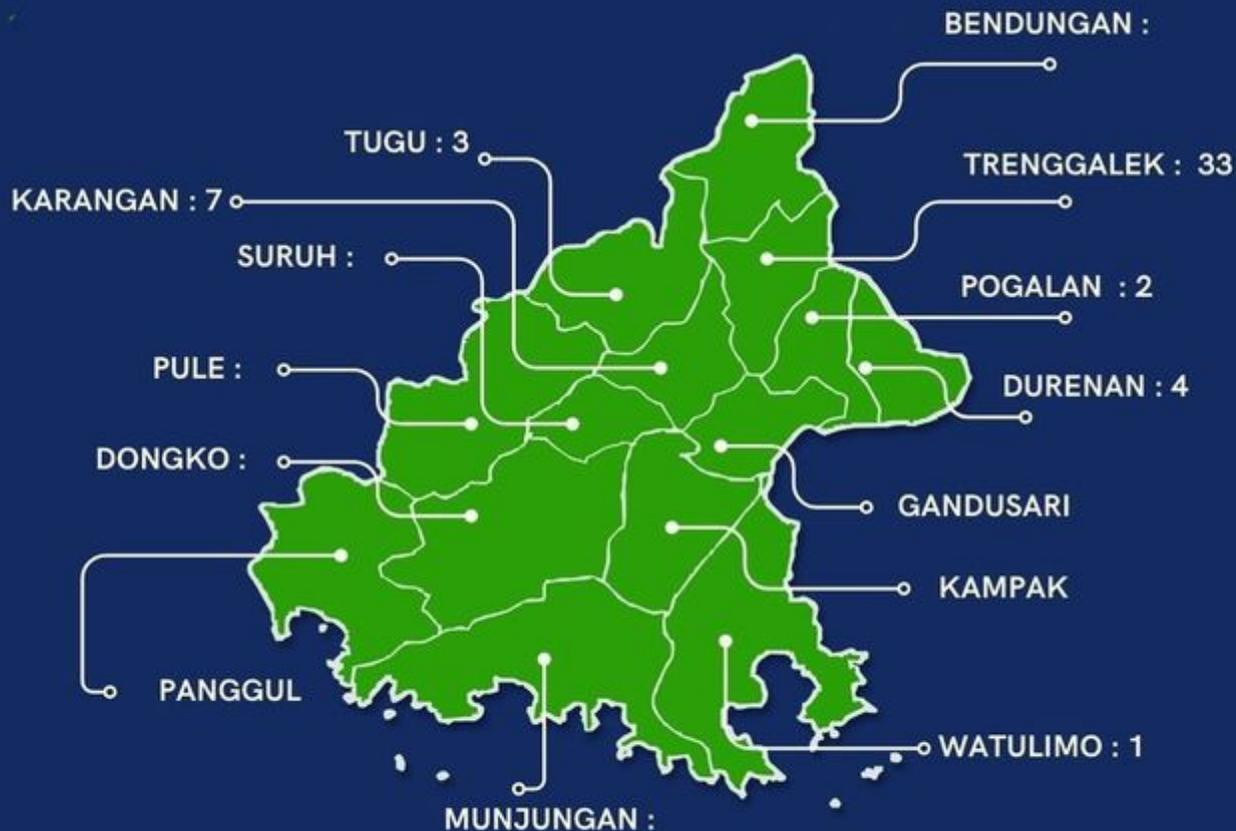 BENDUNGAN :
TUGU : 3
TRENGGALEK : 33
KARANGAN : 7
SURUH :
POGALAN : 2
PULE :
DURENAN : 4
DONGKO :
GANDUSARI
KAMPAK
PANGGUL
WATULIMO : 1
MUNJUNGAN :